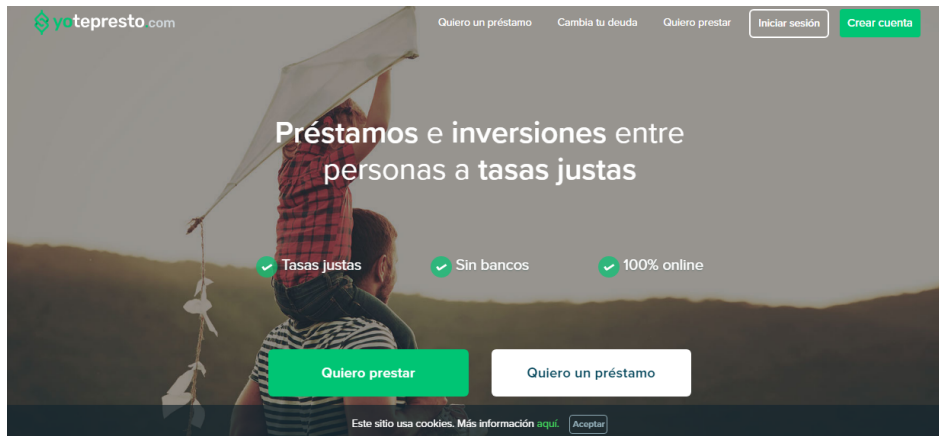 yotepresto com
Quiero un préstamo Cambia tu deuda Quiero prestar Iniciar sesión Crear cuenta
Préstamos e inversiones entre
personas a tasas justas
Tasas justas Sin bancos 100% online
Quiero prestar Quiero un préstamo
Este sitio usa cookies. Más información aquí. Aceptar